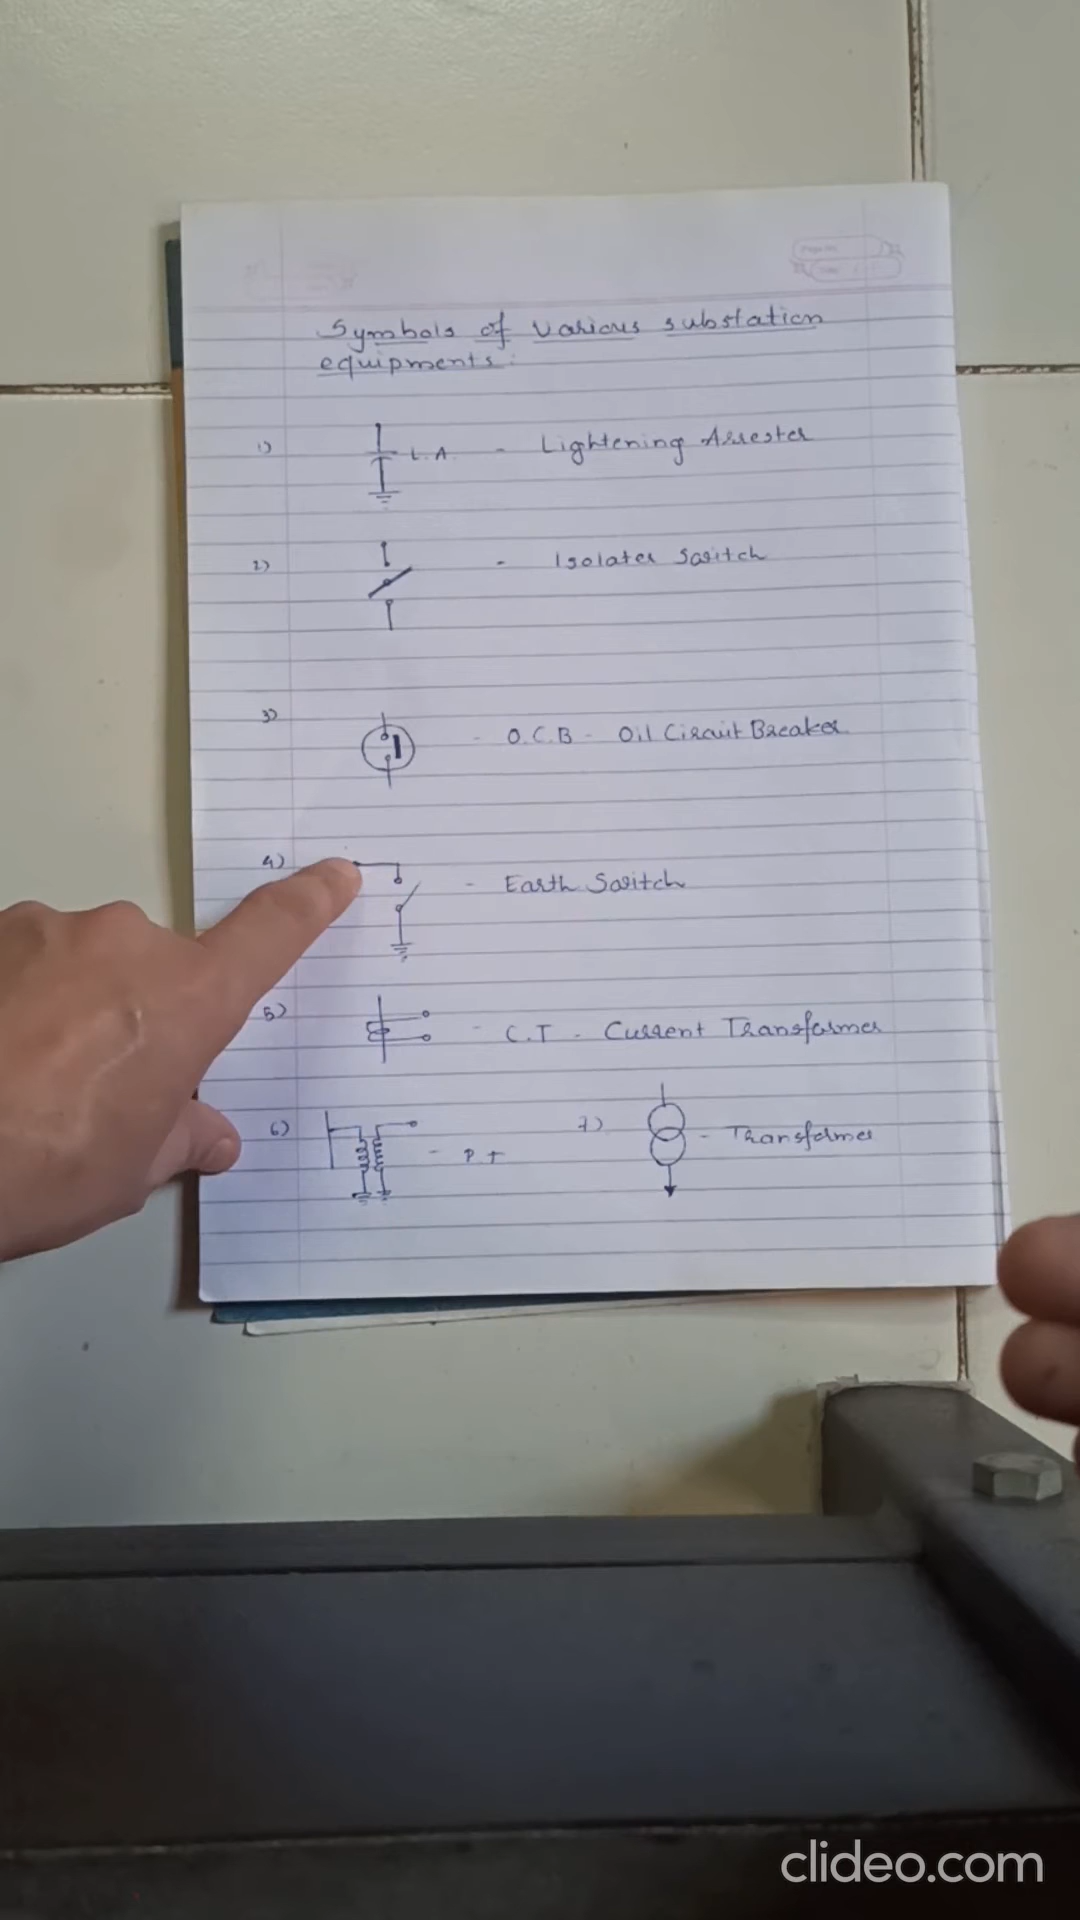 Symbols of various substation
equipments:
1) L.A. - Lightening Arrester
2) - Isolater Switch
3) - O.C.B - Oil Circuit Breaker
4) - Earth Switch
5) - C.T - Current Transformer
6) - P T
7) - Transformer
clideo.com